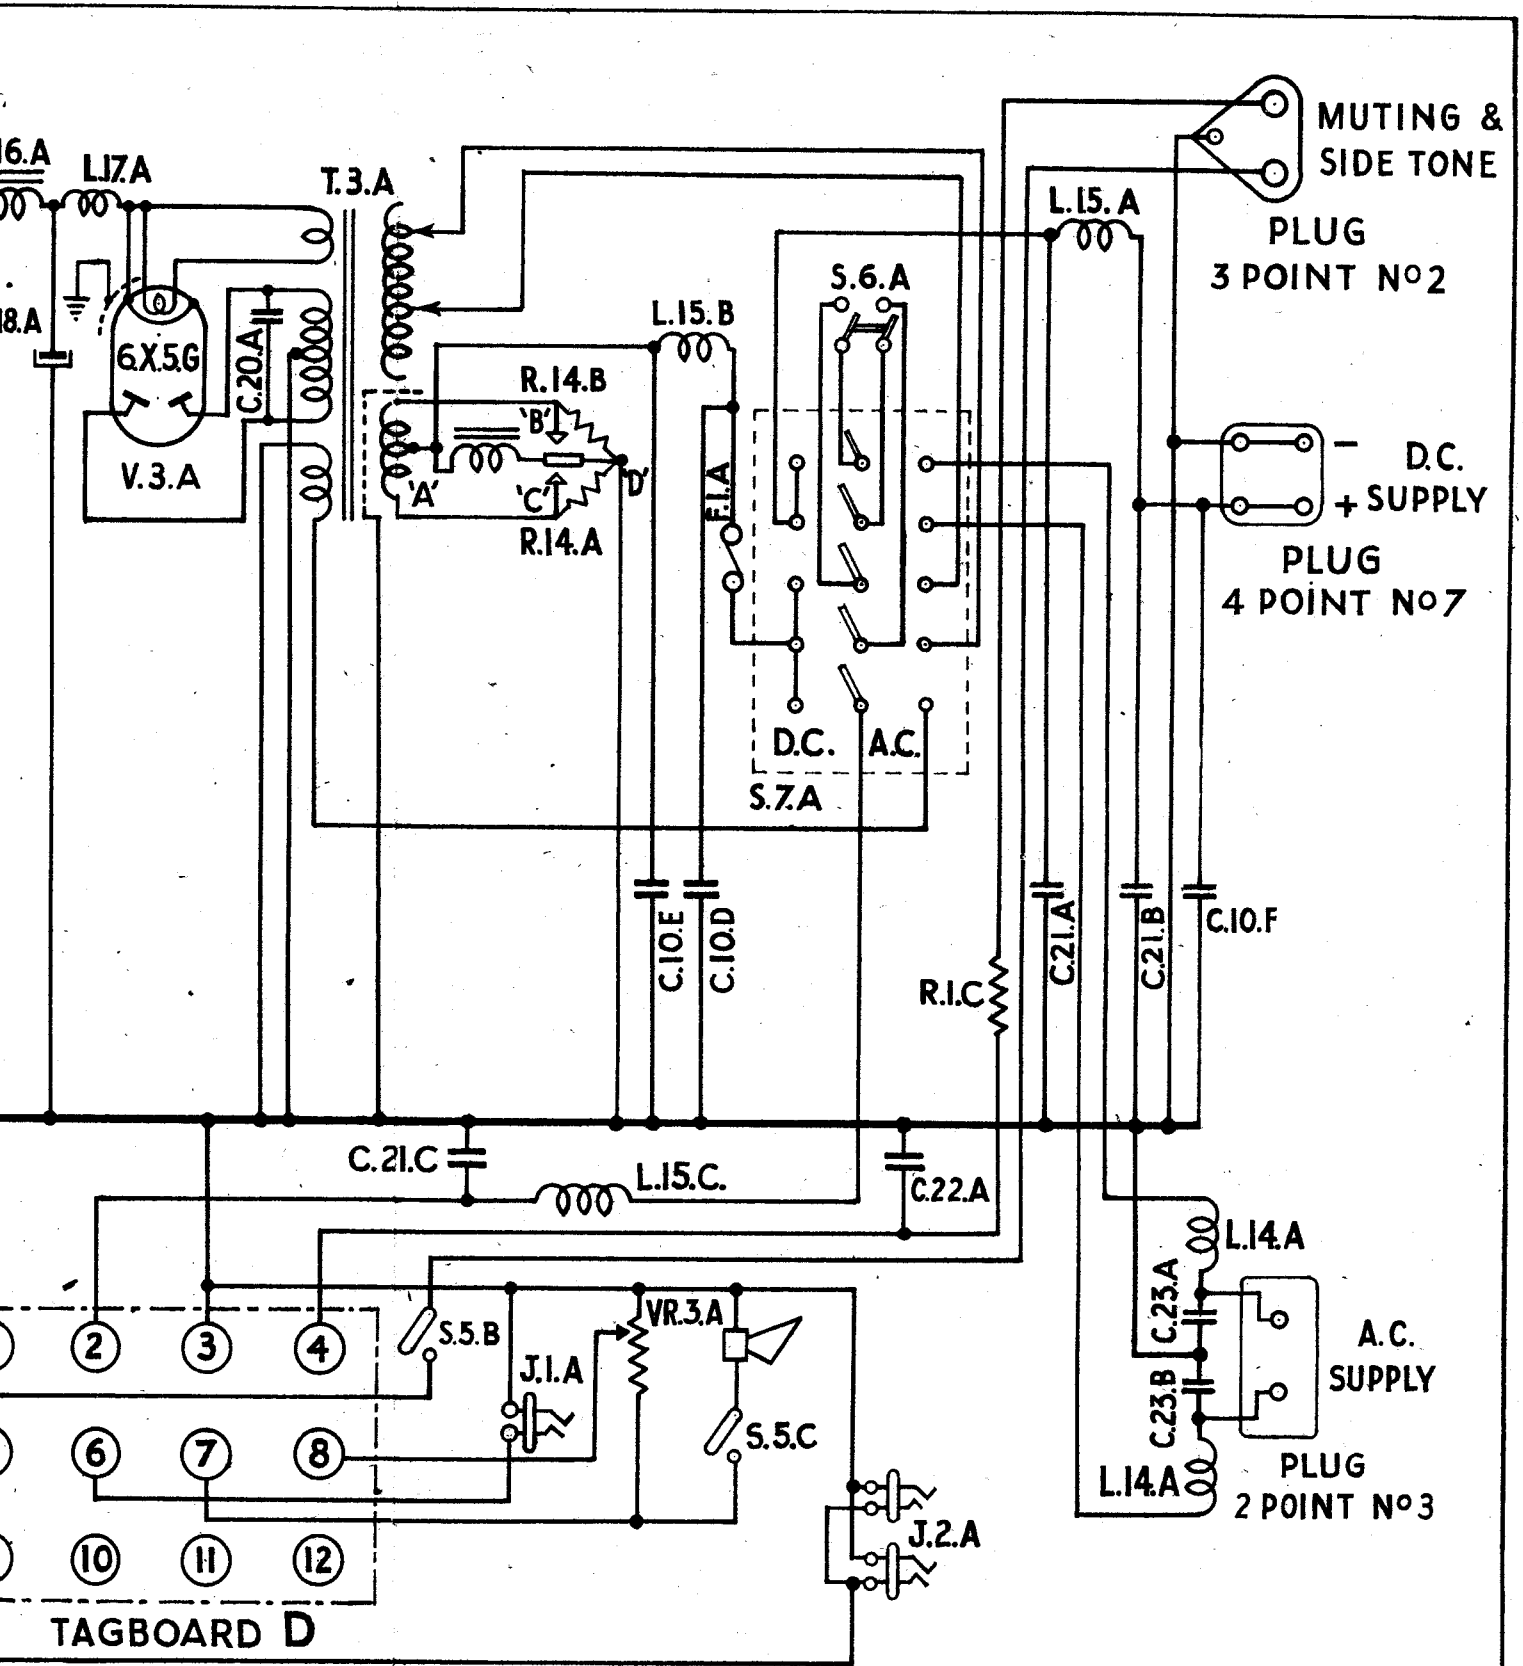 16.A
L.17.A
T.3.A
MUTING &
SIDE TONE
L.15.A
PLUG
3 POINT Nº2
S.6.A
18.A
6.X.5.G
C.20.A
L.15.B
R.14.B
'B'
'A'
'C'
'D'
V.3.A
R.14.A
F.1.A
−
D.C.
SUPPLY
+
PLUG
4 POINT Nº7
D.C.
A.C.
S.7.A
C.10.E
C.10.D
R.1.C
C.21.A
C.21.B
C.10.F
C.21.C
L.15.C.
C.22.A
L.14.A
C.23.A
A.C.
SUPPLY
C.23.B
L.14.A
PLUG
2 POINT Nº3
2
3
4
S.5.B
J.1.A
VR.3.A
S.5.C
6
7
8
J.2.A
10
11
12
TAGBOARD D